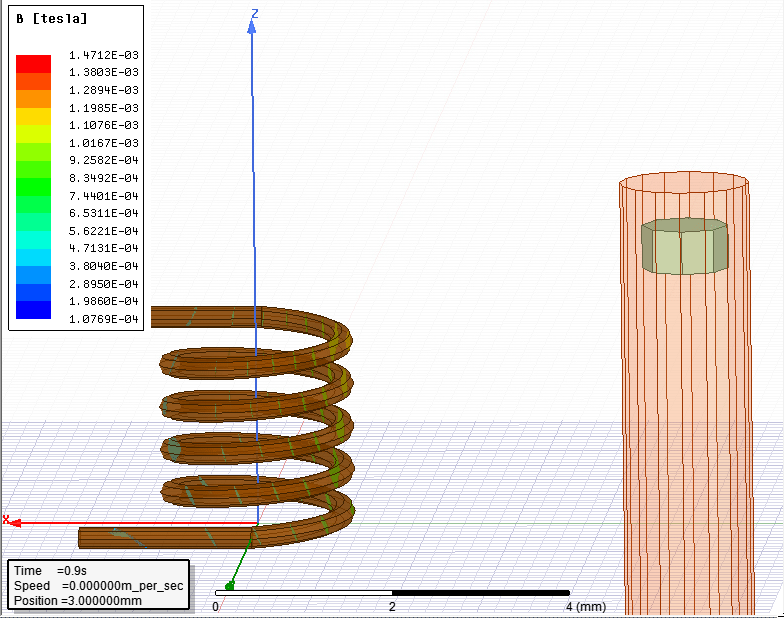 B [tesla]
1.4712E-03
1.3803E-03
1.2894E-03
1.1985E-03
1.1076E-03
1.0167E-03
9.2582E-04
8.3492E-04
7.4401E-04
6.5311E-04
5.6221E-04
4.7131E-04
3.8040E-04
2.8950E-04
1.9860E-04
1.0769E-04
Z
X
Time =0.9s
Speed =0.000000m_per_sec
Position =3.000000mm
0 2 4 (mm)